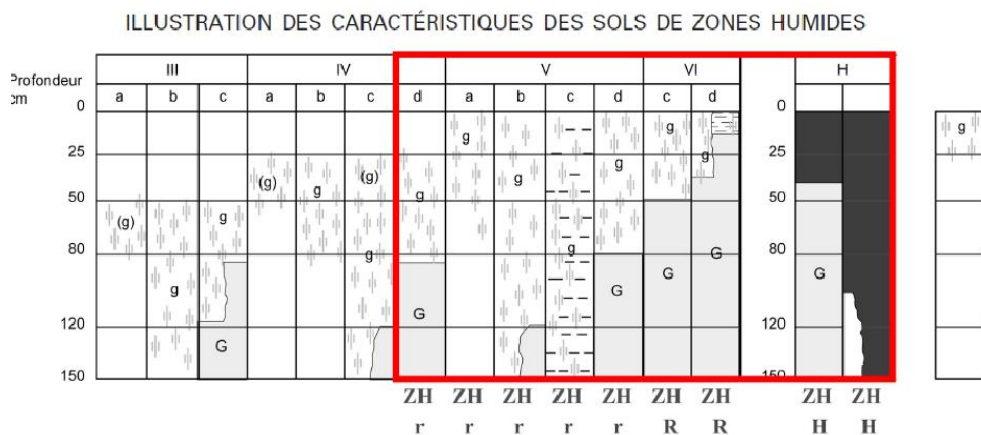 ILLUSTRATION DES CARACTÉRISTIQUES DES SOLS DE ZONES HUMIDES
III IV V VI H
Profondeur
cm
a b c a b c d a b c d c d
0 0
g g g
25 25
(g) g (g) g g g g
50 50
(g) g
80 80
g g g G G G
G G
120 120
G
150 150
ZH ZH ZH ZH ZH ZH ZH ZH ZH
r r r r r R R H H